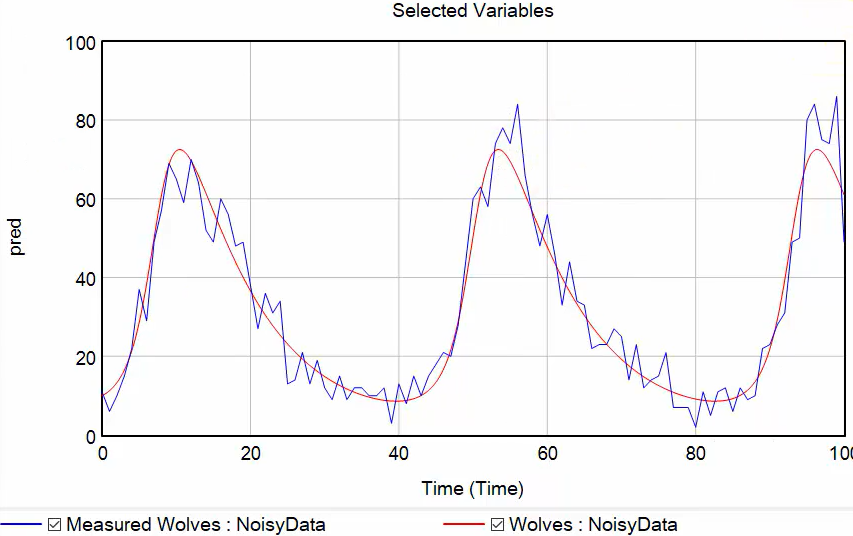 Selected Variables
100
80
60
40
20
0
pred
0 20 40 60 80 100
Time (Time)
Measured Wolves : NoisyData Wolves : NoisyData